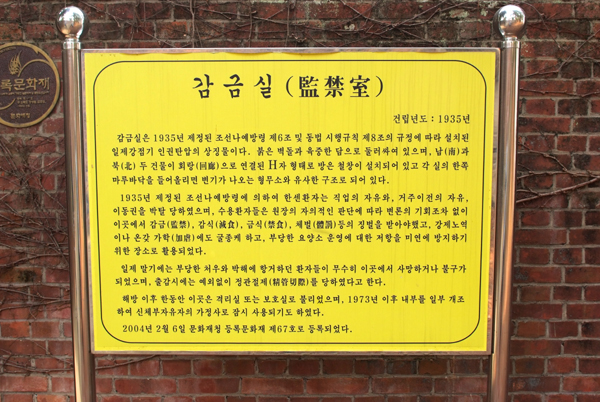 록문화재
감금실(監禁室)
건립년도 : 1935년
감금실은 1935년 제정된 조선나예방령 제6조 및 동법 시행규칙 제8조의 규정에 따라 설치된
일제강점기 인권탄압의 상징물이다. 붉은 벽돌과 육중한 담으로 둘러싸여 있으며, 남(南)과
북(北) 두 건물이 회랑(回廊)으로 연결된 H자 형태로 방은 철창이 설치되어 있고 각 실의 한쪽
마루바닥을 들어올리면 변기가 나오는 형무소와 유사한 구조로 되어 있다.
1935년 제정된 조선나예방령에 의하여 한센환자는 직업의 자유와, 거주이전의 자유,
이동권을 박탈 당하였으며, 수용환자들은 원장의 자의적인 판단에 따라 변론의 기회조차 없이
이곳에서 감금(監禁), 감식(減食), 금식(禁食), 체벌(體罰)등의 징벌을 받아야했고, 강제노역
이나 온갖 가학(加虐)에도 굴종케 하고, 부당한 요양소 운영에 대한 저항을 미연에 방지하기
위한 장소로 활용되었다.
일제 말기에는 부당한 처우와 박해에 항거하던 환자들이 무수히 이곳에서 사망하거나 불구가
되었으며, 출감시에는 예외없이 정관절제(精管切除)를 당하였다고 한다.
해방 이후 한동안 이곳은 격리실 또는 보호실로 불리었으며, 1973년 이후 내부를 일부 개조
하여 신체부자유자의 가정사로 잠시 사용되기도 하였다.
2004년 2월 6일 문화재청 등록문화재 제67호로 등록되었다.